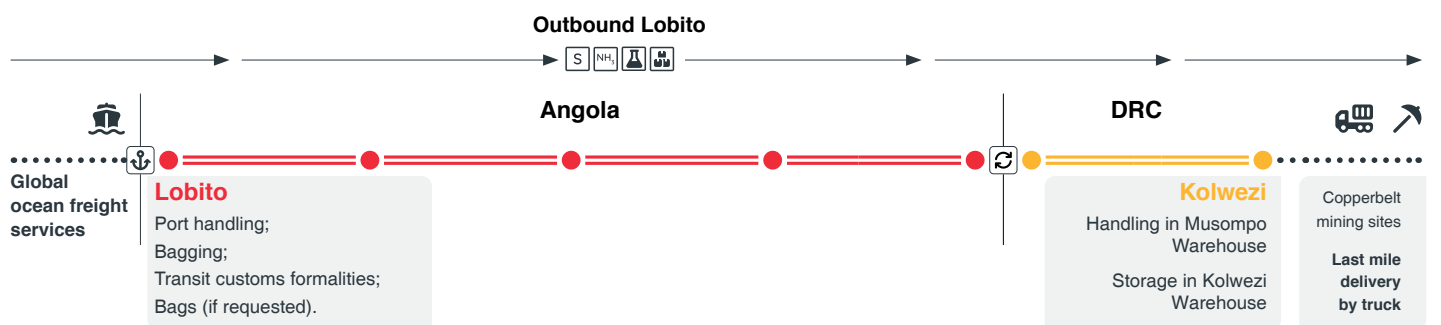 Outbound Lobito
S NH3
Angola
DRC
Global
ocean freight
services
Lobito
Port handling;
Bagging;
Transit customs formalities;
Bags (if requested).
Kolwezi
Handling in Musompo
Warehouse
Storage in Kolwezi
Warehouse
Copperbelt
mining sites
Last mile
delivery
by truck